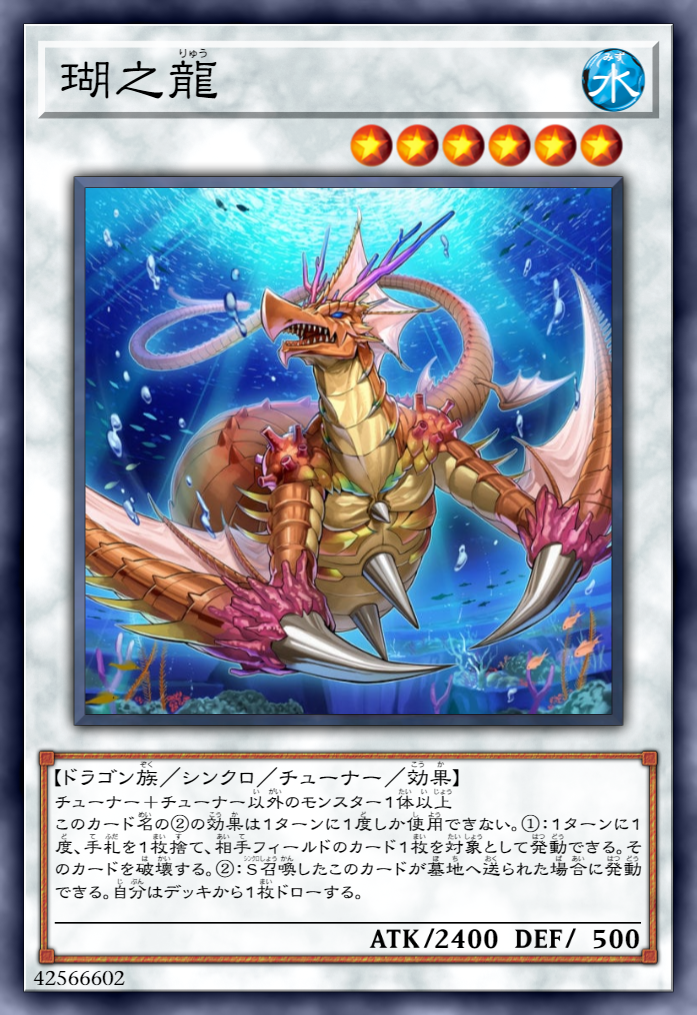 瑚之龍
水
【ドラゴン族／シンクロ／チューナー／効果】
チューナー＋チューナー以外のモンスター１体以上
このカード名の②の効果は１ターンに１度しか使用できない。①：１ターンに１
度、手札を１枚捨て、相手フィールドのカード１枚を対象として発動できる。そ
のカードを破壊する。②：Ｓ召喚したこのカードが墓地へ送られた場合に発動
できる。自分はデッキから１枚ドローする。
ATK/2400 DEF/ 500
42566602